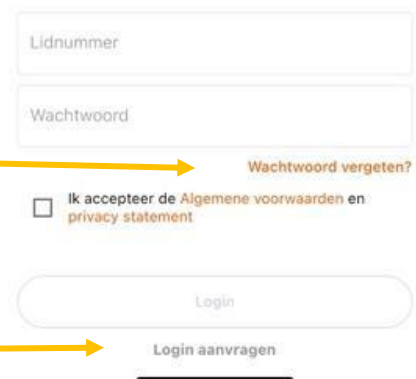 Lidnummer
Wachtwoord
Wachtwoord vergeten?
Ik accepteer de Algemene voorwaarden en
privacy statement
Login
Login aanvragen